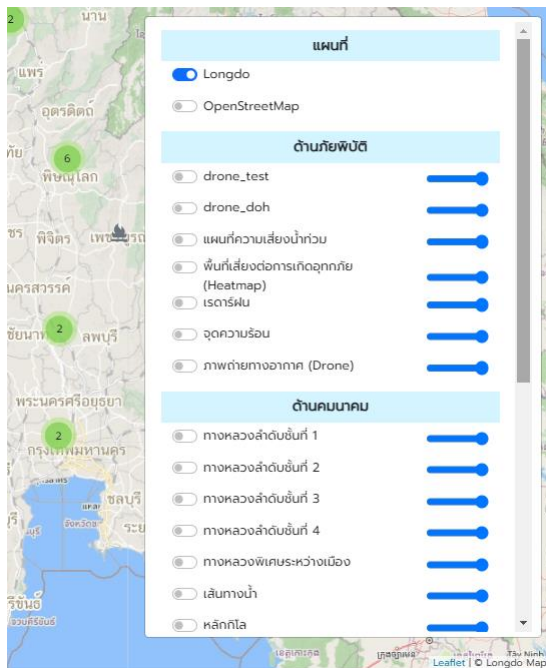 2
น่าน
แพร่
อุตรดิตถ์
6
พิษณุโลก
พิจิตร
นครสวรรค์
2
ลพบุรี
พระนครศรีอยุธยา
2
กรุงเทพมหานคร
ชลบุรี
แผนที่
Longdo
OpenStreetMap
ด้านภัยพิบัติ
drone_test
drone_doh
แผนที่ความเสี่ยงน้ำท่วม
พื้นที่เสี่ยงต่อการเกิดอุทกภัย
(Heatmap)
เรดาร์ฝน
จุดความร้อน
ภาพถ่ายทางอากาศ (Drone)
ด้านคมนาคม
ทางหลวงลำดับชั้นที่ 1
ทางหลวงลำดับชั้นที่ 2
ทางหลวงลำดับชั้นที่ 3
ทางหลวงลำดับชั้นที่ 4
ทางหลวงพิเศษระหว่างเมือง
เส้นทางน้ำ
หลักกิโล
Tây Ninh
Leaflet | © Longdo Map